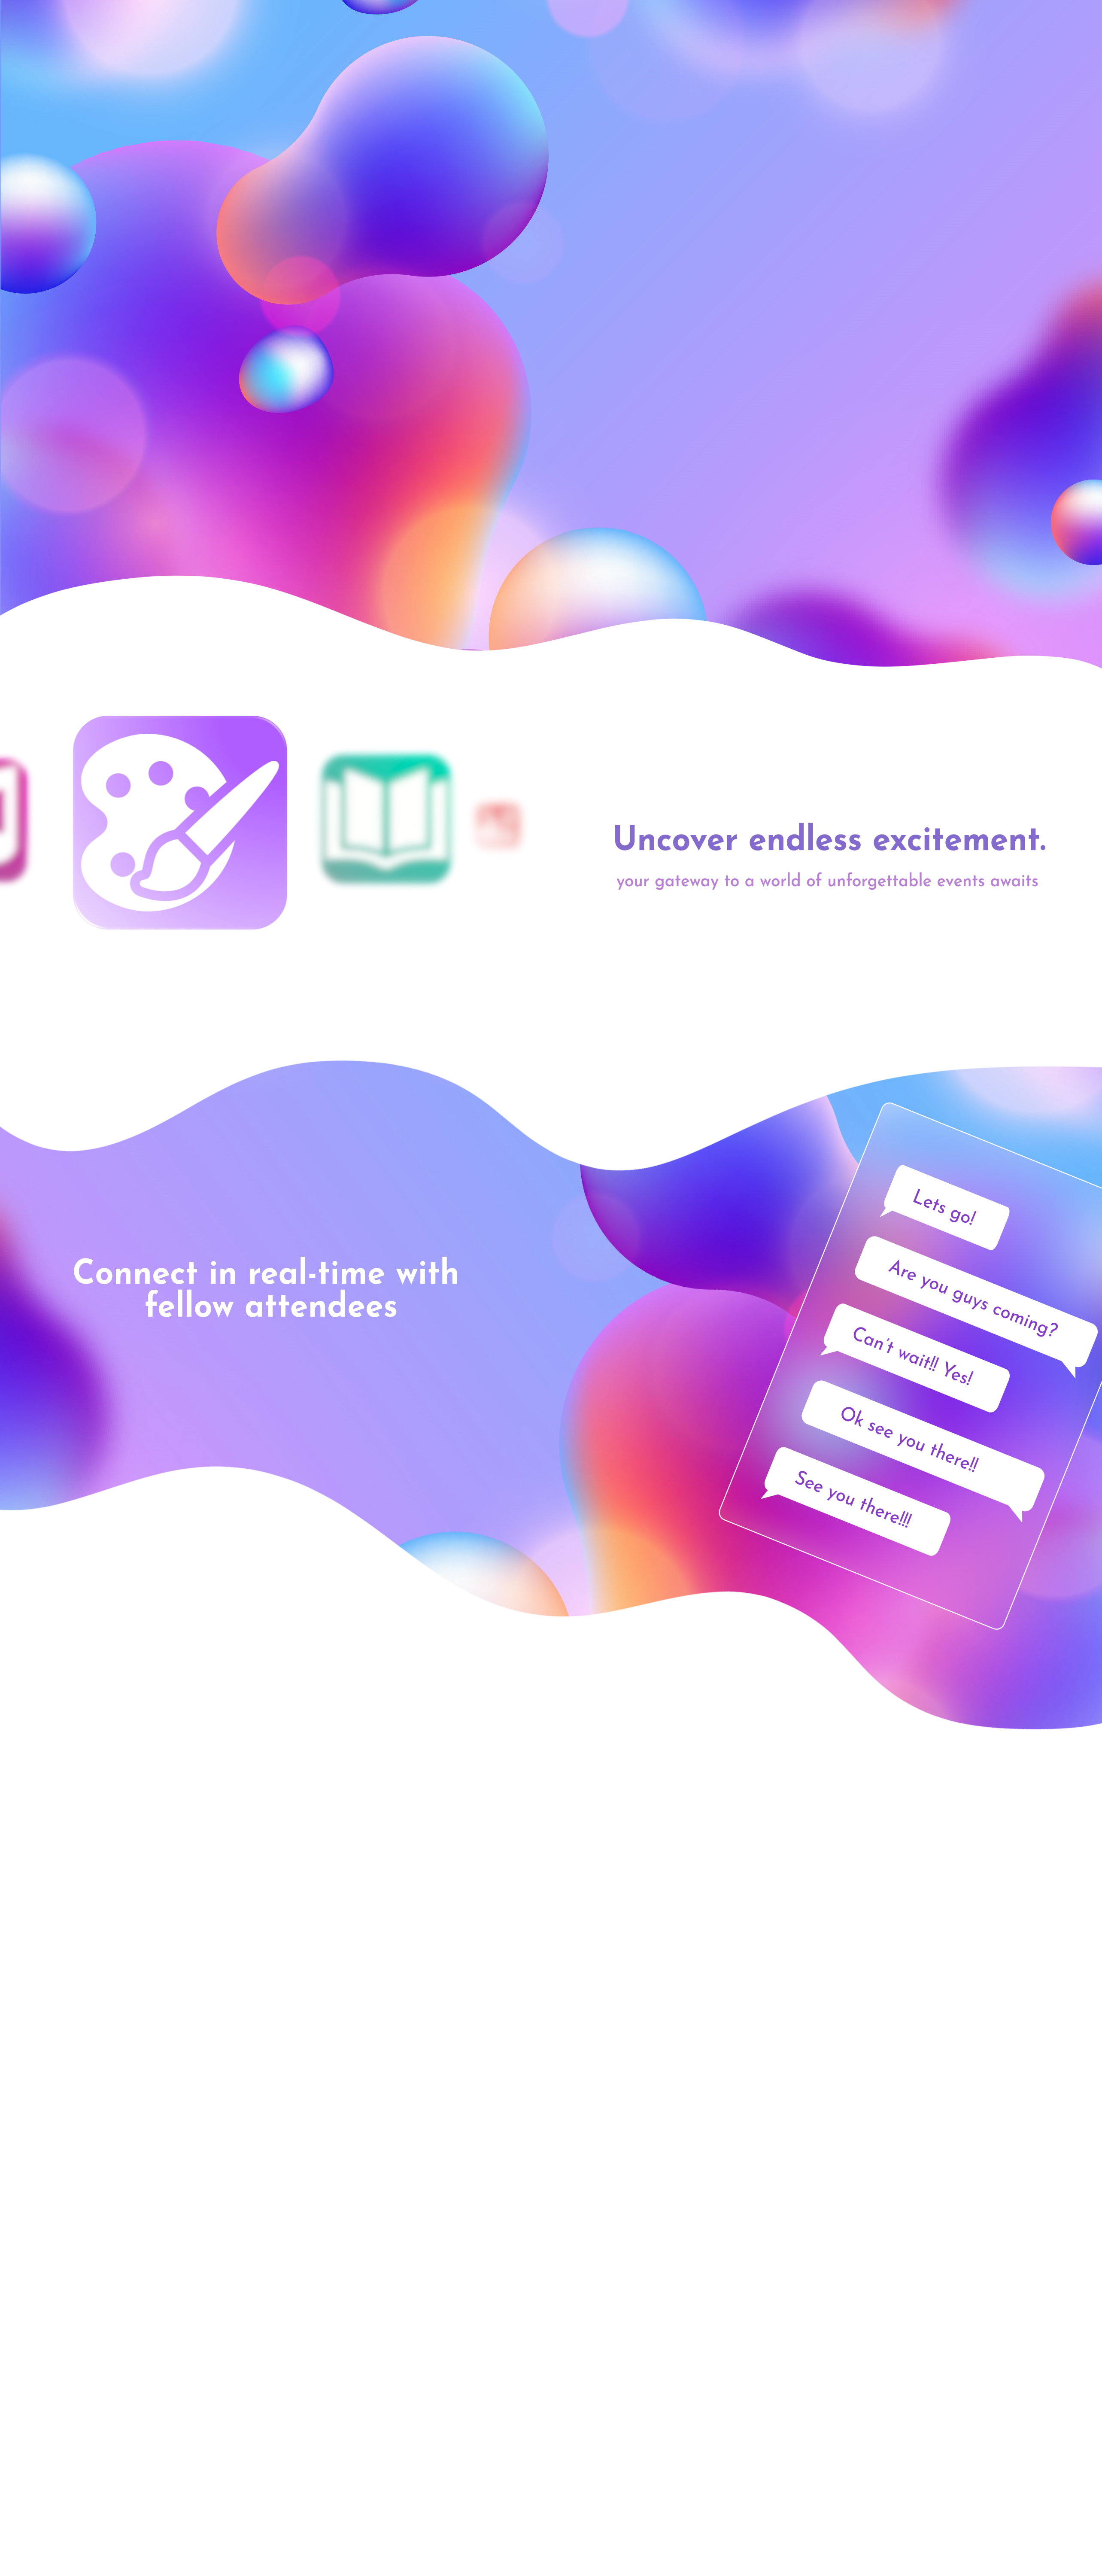 Uncover endless excitement.
your gateway to a world of unforgettable events awaits
Connect in real-time with
fellow attendees
Lets go!
Are you guys coming?
Can't wait!! Yes!
Ok see you there!!
See you there!!!